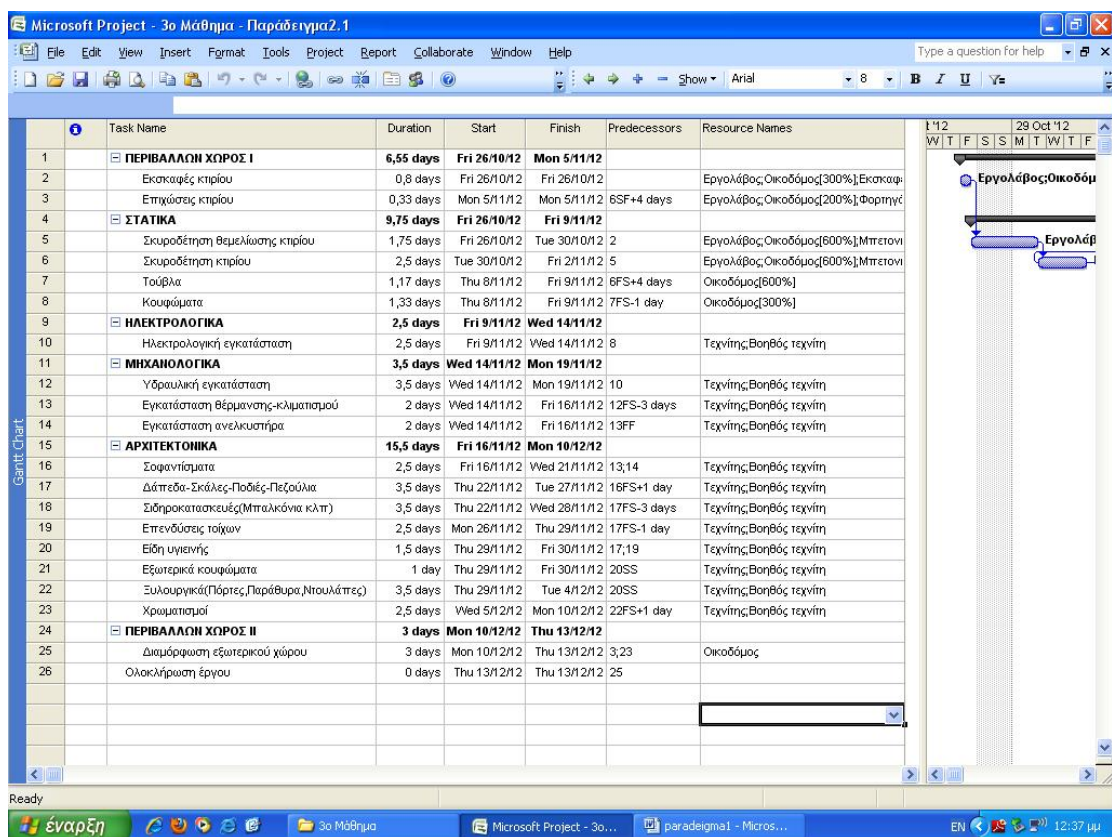 Microsoft Project - 3ο Μάθημα - Παράδειγμα2.1
File Edit View Insert Format Tools Project Report Collaborate Window Help Type a question for help
Show Arial 8 B I U
Task Name Duration Start Finish Predecessors Resource Names t '12 29 Oct '12
W T F S S M T W T F
1 ΠΕΡΙΒΑΛΛΩΝ ΧΩΡΟΣ Ι 6,55 days Fri 26/10/12 Mon 5/11/12
2 Εκσκαφές κτιρίου 0,8 days Fri 26/10/12 Fri 26/10/12 Εργολάβος;Οικοδόμος[300%];Εκσκαφ Εργολάβος;Οικοδόμ
3 Επιχώσεις κτιρίου 0,33 days Mon 5/11/12 Mon 5/11/12 6SF+4 days Εργολάβος;Οικοδόμος[200%];Φορτηγό
4 ΣΤΑΤΙΚΑ 9,75 days Fri 26/10/12 Fri 9/11/12
5 Σκυροδέτηση θεμελίωσης κτιρίου 1,75 days Fri 26/10/12 Tue 30/10/12 2 Εργολάβος;Οικοδόμος[600%];Μπετονι Εργολάβ
6 Σκυροδέτηση κτιρίου 2,5 days Tue 30/10/12 Fri 2/11/12 5 Εργολάβος;Οικοδόμος[600%];Μπετονι
7 Τούβλα 1,17 days Thu 8/11/12 Fri 9/11/12 6FS+4 days Οικοδόμος[600%]
8 Κουφώματα 1,33 days Thu 8/11/12 Fri 9/11/12 7FS-1 day Οικοδόμος[300%]
9 ΗΛΕΚΤΡΟΛΟΓΙΚΑ 2,5 days Fri 9/11/12 Wed 14/11/12
10 Ηλεκτρολογική εγκατάσταση 2,5 days Fri 9/11/12 Wed 14/11/12 8 Τεχνίτης;Βοηθός τεχνίτη
11 ΜΗΧΑΝΟΛΟΓΙΚΑ 3,5 days Wed 14/11/12 Mon 19/11/12
12 Υδραυλική εγκατάσταση 3,5 days Wed 14/11/12 Mon 19/11/12 10 Τεχνίτης;Βοηθός τεχνίτη
13 Εγκατάσταση θέρμανσης-κλιματισμού 2 days Wed 14/11/12 Fri 16/11/12 12FS-3 days Τεχνίτης;Βοηθός τεχνίτη
14 Εγκατάσταση ανελκυστήρα 2 days Wed 14/11/12 Fri 16/11/12 13FF Τεχνίτης;Βοηθός τεχνίτη
15 ΑΡΧΙΤΕΚΤΟΝΙΚΑ 15,5 days Fri 16/11/12 Mon 10/12/12
16 Σοφαντίσματα 2,5 days Fri 16/11/12 Wed 21/11/12 13;14 Τεχνίτης;Βοηθός τεχνίτη
17 Δάπεδα-Σκάλες-Ποδιές-Πεζούλια 3,5 days Thu 22/11/12 Tue 27/11/12 16FS+1 day Τεχνίτης;Βοηθός τεχνίτη
18 Σιδηροκατασκευές(Μπαλκόνια κλπ) 3,5 days Thu 22/11/12 Wed 28/11/12 17FS-3 days Τεχνίτης;Βοηθός τεχνίτη
19 Επενδύσεις τοίχων 2,5 days Mon 26/11/12 Thu 29/11/12 17FS-1 day Τεχνίτης;Βοηθός τεχνίτη
20 Είδη υγιεινής 1,5 days Thu 29/11/12 Fri 30/11/12 17;19 Τεχνίτης;Βοηθός τεχνίτη
21 Εξωτερικά κουφώματα 1 day Thu 29/11/12 Fri 30/11/12 20SS Τεχνίτης;Βοηθός τεχνίτη
22 Ξυλουργικά(Πόρτες,Παράθυρα,Ντουλάπες) 3,5 days Thu 29/11/12 Tue 4/12/12 20SS Τεχνίτης;Βοηθός τεχνίτη
23 Χρωματισμοί 2,5 days Wed 5/12/12 Mon 10/12/12 22FS+1 day Τεχνίτης;Βοηθός τεχνίτη
24 ΠΕΡΙΒΑΛΛΩΝ ΧΩΡΟΣ ΙΙ 3 days Mon 10/12/12 Thu 13/12/12
25 Διαμόρφωση εξωτερικού χώρου 3 days Mon 10/12/12 Thu 13/12/12 3;23 Οικοδόμος
26 Ολοκλήρωση έργου 0 days Thu 13/12/12 Thu 13/12/12 25
Gantt Chart
Ready
έναρξη 3ο Μάθημα Microsoft Project - 3ο... paradeigma1 - Micros... EN 12:37 μμ